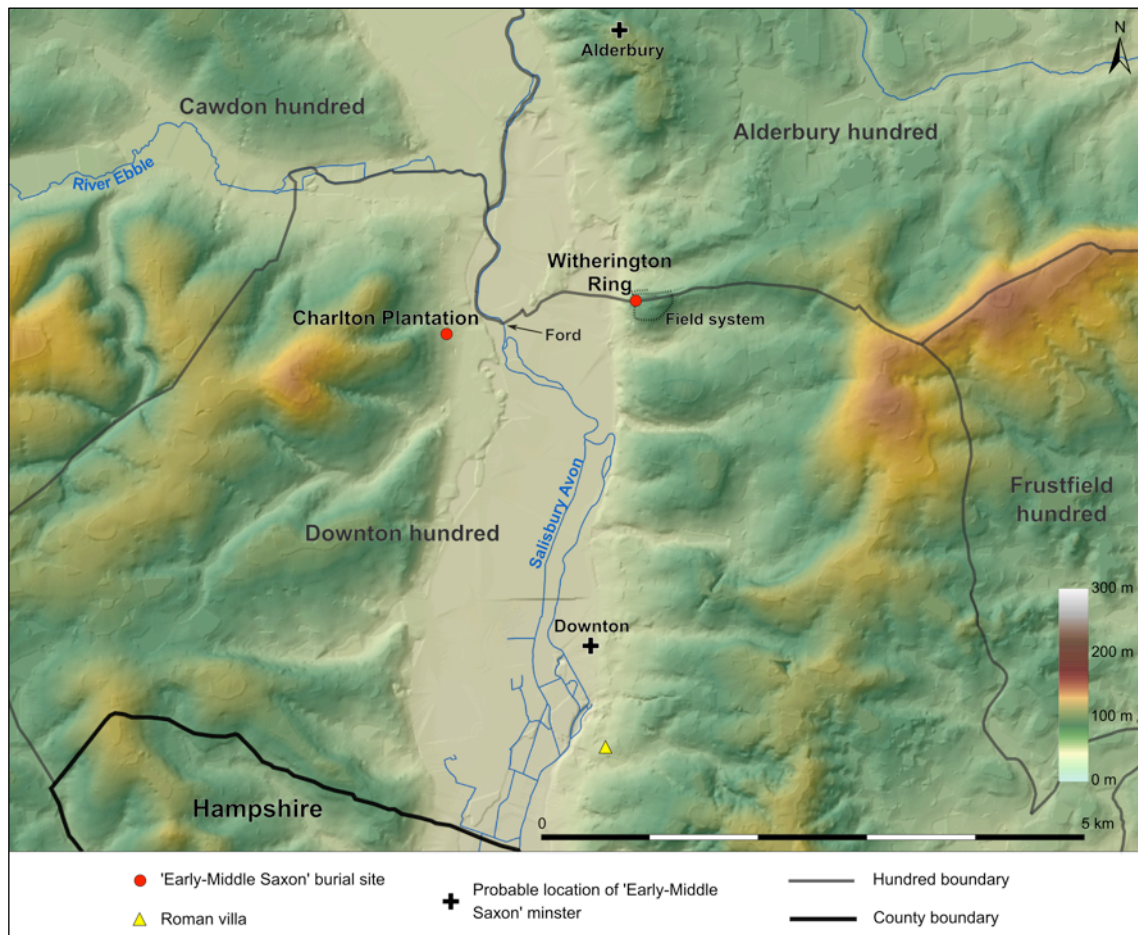 N
Alderbury
Cawdon hundred
Alderbury hundred
River Ebble
Witherington
Ring
Charlton Plantation
Field system
Ford
Salisbury Avon
Frustfield
hundred
Downton hundred
300 m
200 m
100 m
0 m
Downton
Hampshire
0
5 km
'Early-Middle Saxon' burial site
Roman villa
Probable location of 'Early-Middle
Saxon' minster
Hundred boundary
County boundary